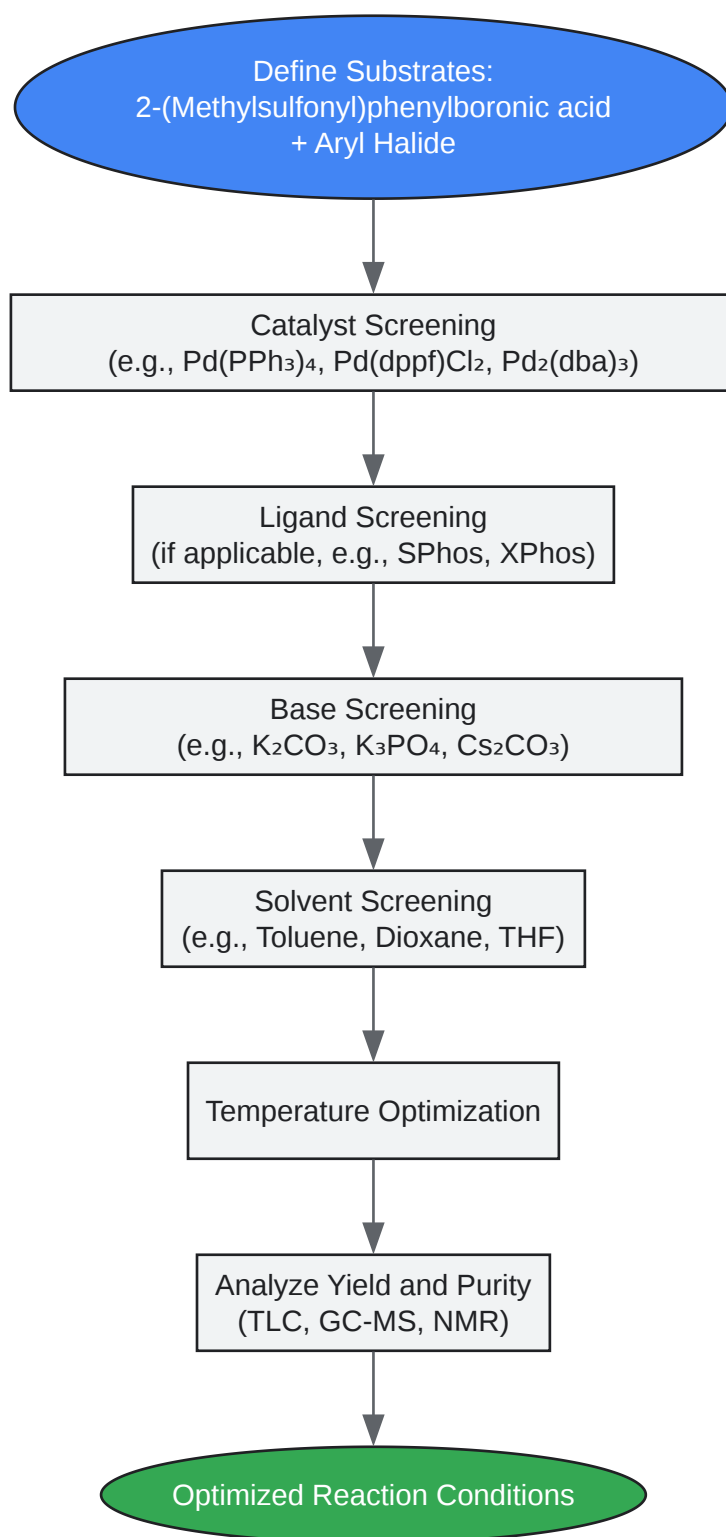 Define Substrates:
2-(Methylsulfonyl)phenylboronic acid
+ Aryl Halide
Catalyst Screening
(e.g., Pd(PPh₃)₄, Pd(dppf)Cl₂, Pd₂(dba)₃)
Ligand Screening
(if applicable, e.g., SPhos, XPhos)
Base Screening
(e.g., K₂CO₃, K₃PO₄, Cs₂CO₃)
Solvent Screening
(e.g., Toluene, Dioxane, THF)
Temperature Optimization
Analyze Yield and Purity
(TLC, GC-MS, NMR)
Optimized Reaction Conditions